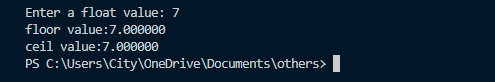 Enter a float value: 7
floor value:7.000000
ceil value:7.000000
PS C:\Users\City\OneDrive\Documents\others>